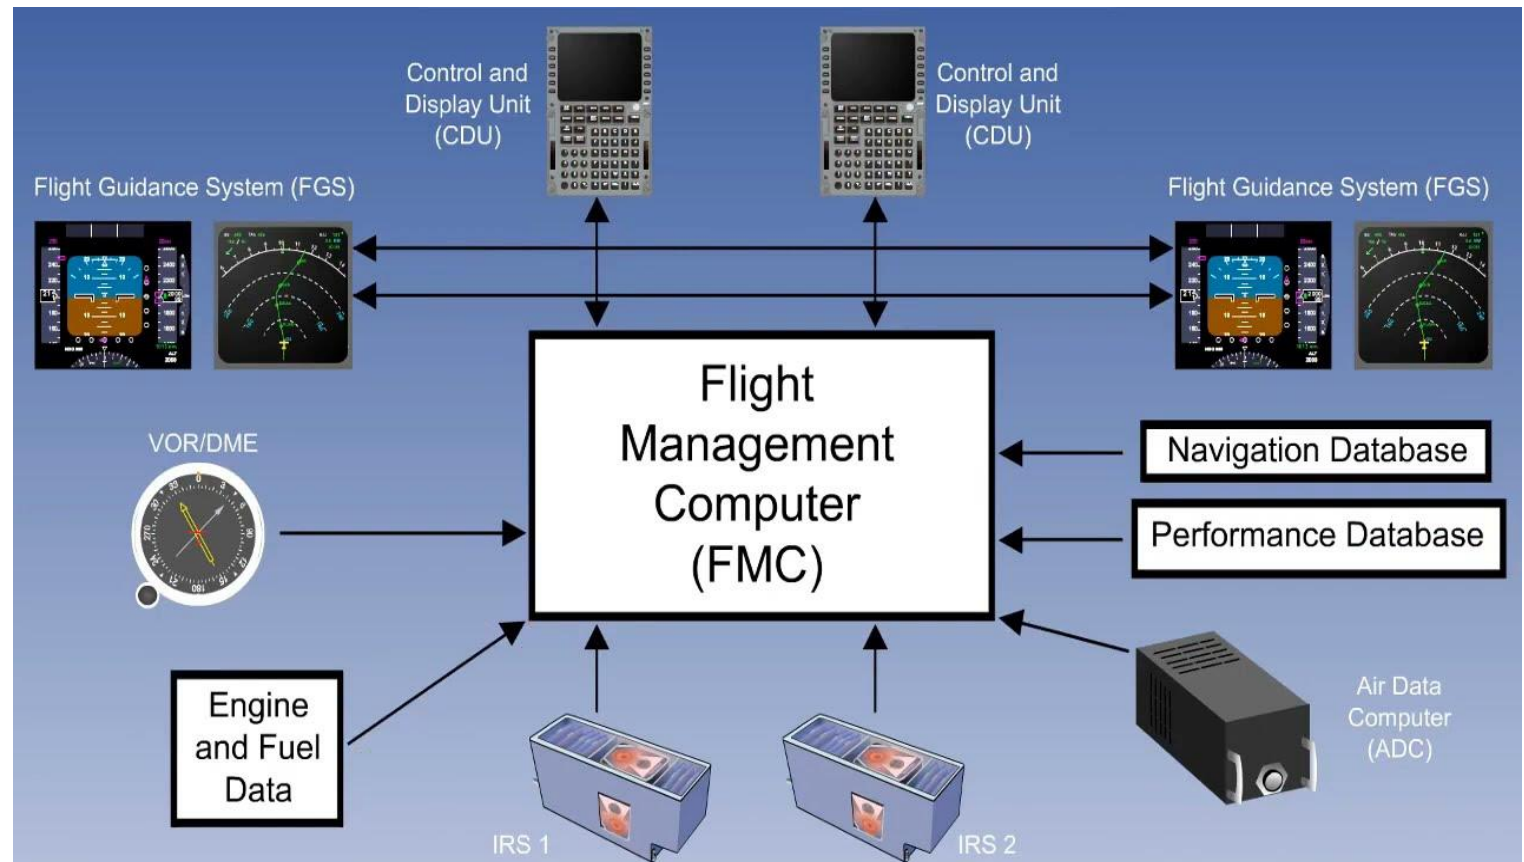 Control and
Display Unit
(CDU)
Control and
Display Unit
(CDU)
Flight Guidance System (FGS)
Flight Guidance System (FGS)
Flight
Management
Computer
(FMC)
VOR/DME
Navigation Database
Performance Database
Engine
and Fuel
Data
Air Data
Computer
(ADC)
IRS 1
IRS 2